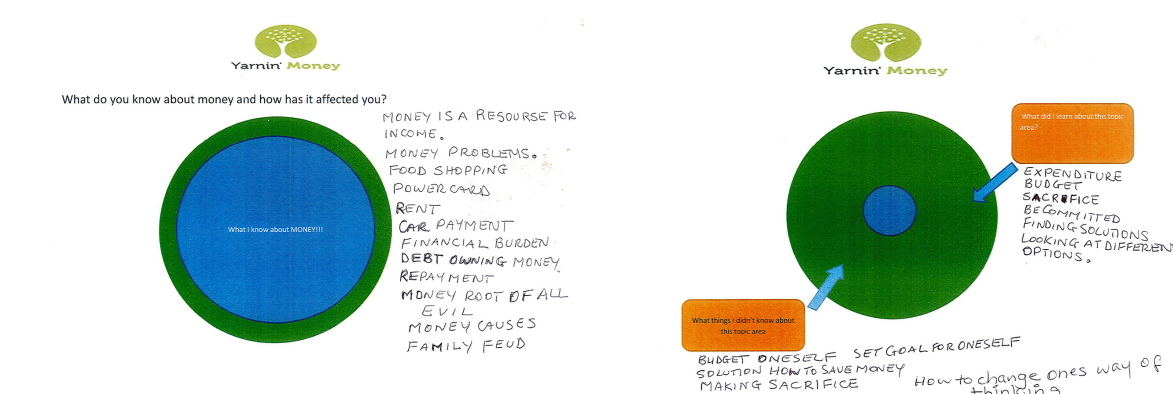 Yarnin' Money
What do you know about money and how has it affected you?
What I know about MONEY!!!
MONEY IS A RESOURSE FOR
INCOME.
MONEY PROBLEMS.
FOOD SHOPPING
POWERCARD
RENT
CAR PAYMENT
FINANCIAL BURDEN
DEBT OWNING MONEY
REPAYMENT
MONEY ROOT OF ALL
EVIL
MONEY CAUSES
FAMILY FEUD
Yarnin' Money
What did I learn about this topic
area?
EXPENDITURE
BUDGET
SACRIFICE
BE COMMITTED
FINDING SOLUTIONS
LOOKING AT DIFFEREN
OPTIONS.
What things I didn't know about
this topic area
BUDGET ONESELF SET GOAL FOR ONESELF
SOLUTION HOW TO SAVE MONEY
MAKING SACRIFICE
How to change ones way of
thinking